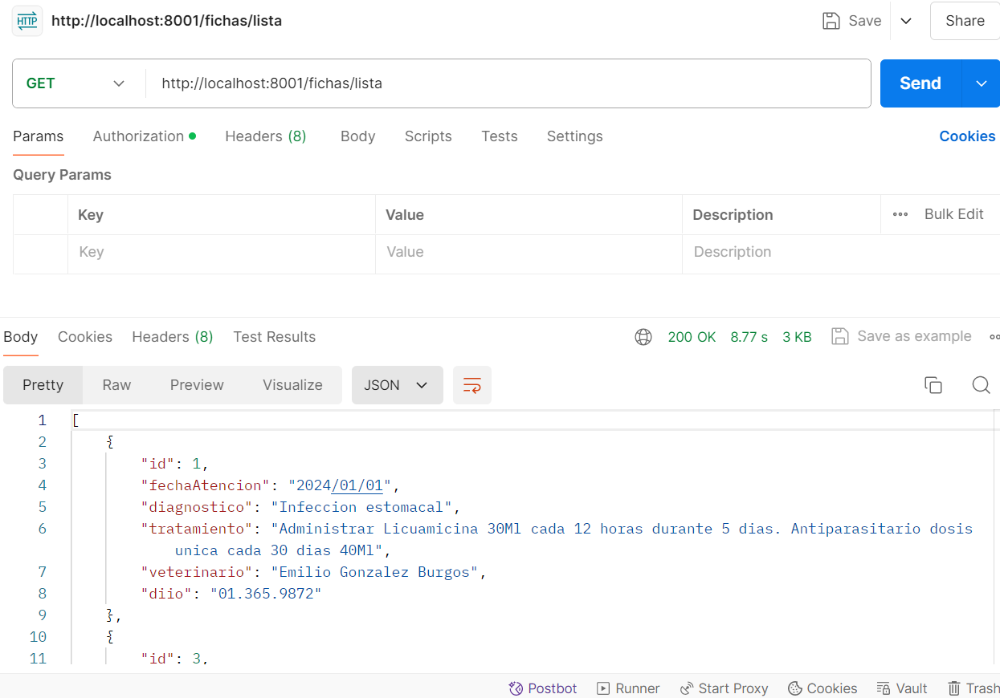 HTTP http://localhost:8001/fichas/lista Save Share
GET http://localhost:8001/fichas/lista Send
Params Authorization Headers (8) Body Scripts Tests Settings Cookies
Query Params
Key Value Description Bulk Edit
Key Value Description
Body Cookies Headers (8) Test Results 200 OK 8.77 s 3 KB Save as example
Pretty Raw Preview Visualize JSON
1 [
2 {
3 "id": 1,
4 "fechaAtencion": "2024/01/01",
5 "diagnostico": "Infeccion estomacal",
6 "tratamiento": "Administrar Licuamicina 30Ml cada 12 horas durante 5 dias. Antiparasitario dosis
unica cada 30 dias 40Ml",
7 "veterinario": "Emilio Gonzalez Burgos",
8 "diio": "01.365.9872"
9 },
10 {
11 "id": 3,
Postbot Runner Start Proxy Cookies Vault Trash